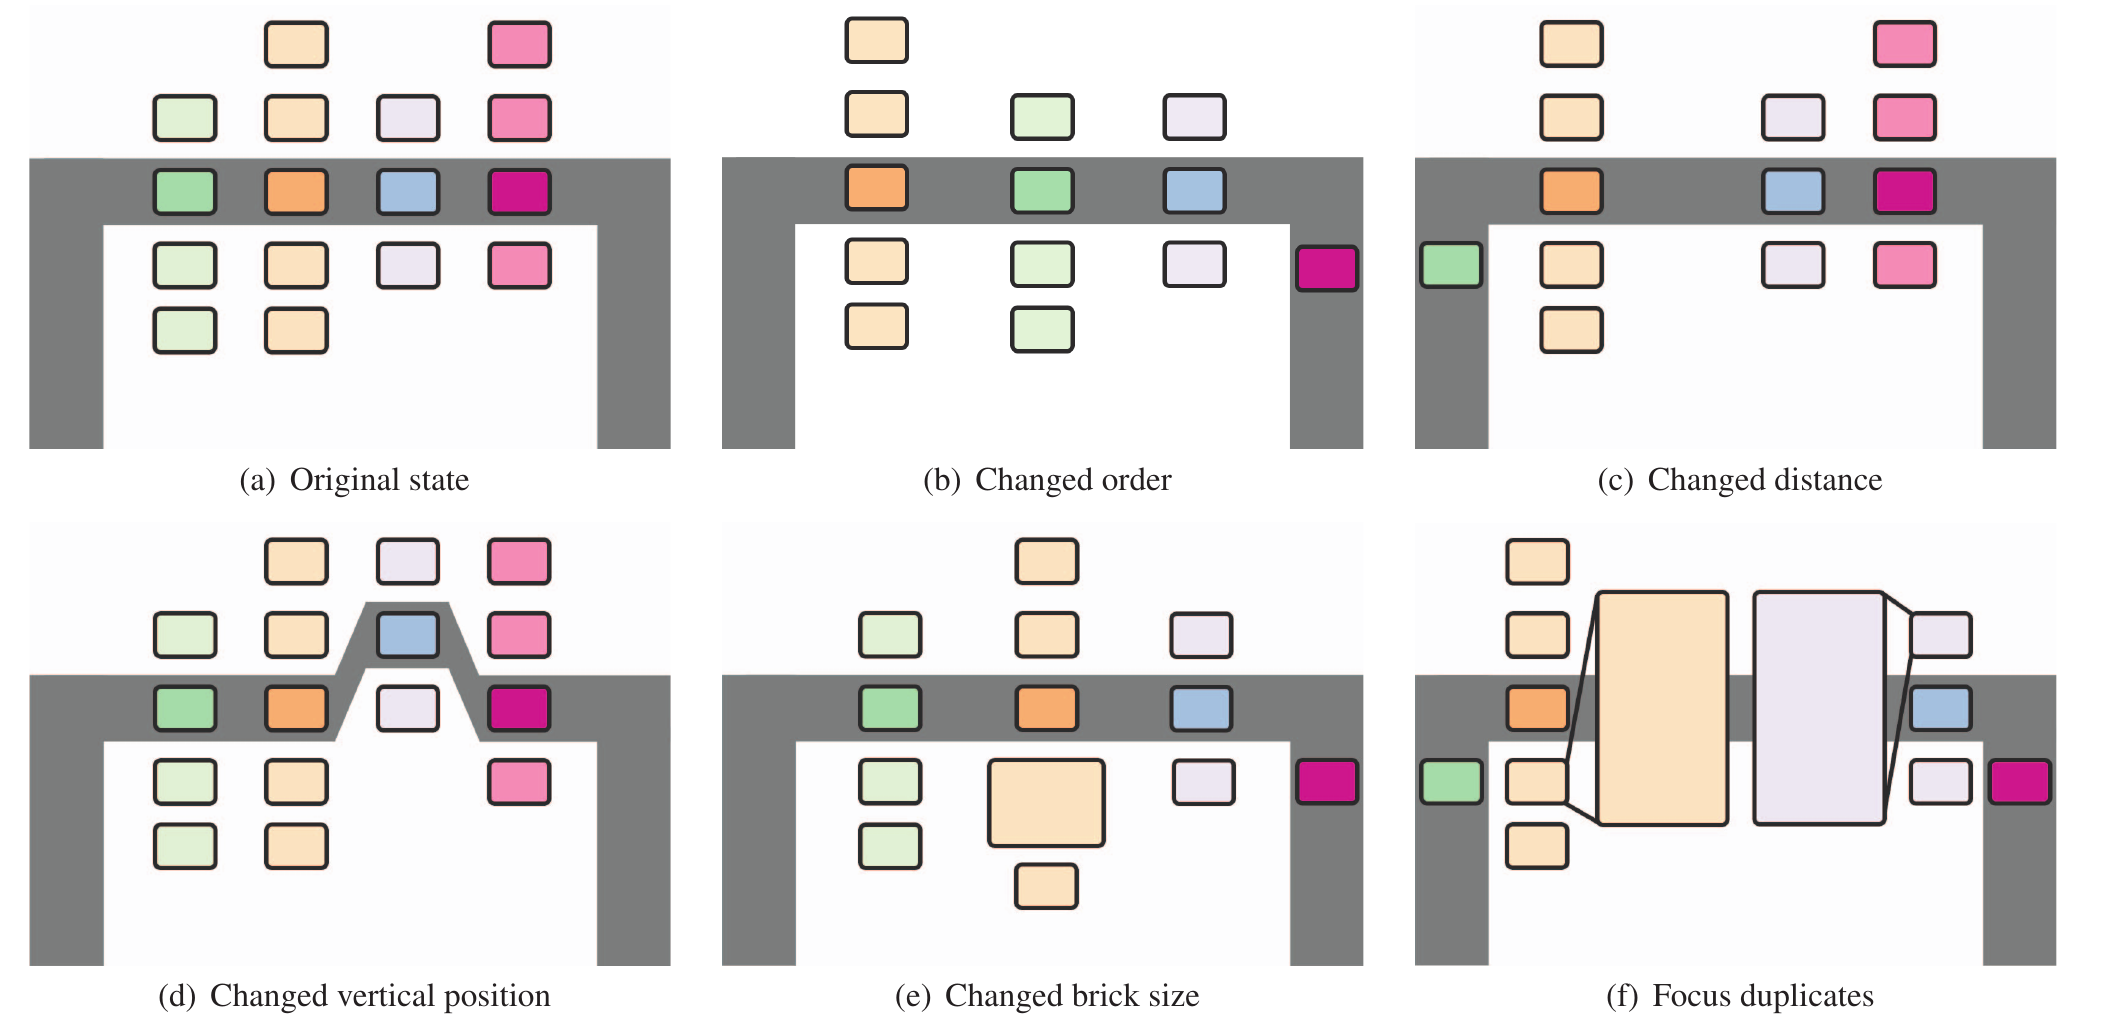 (a) Original state
(b) Changed order
(c) Changed distance
(d) Changed vertical position
(e) Changed brick size
(f) Focus duplicates